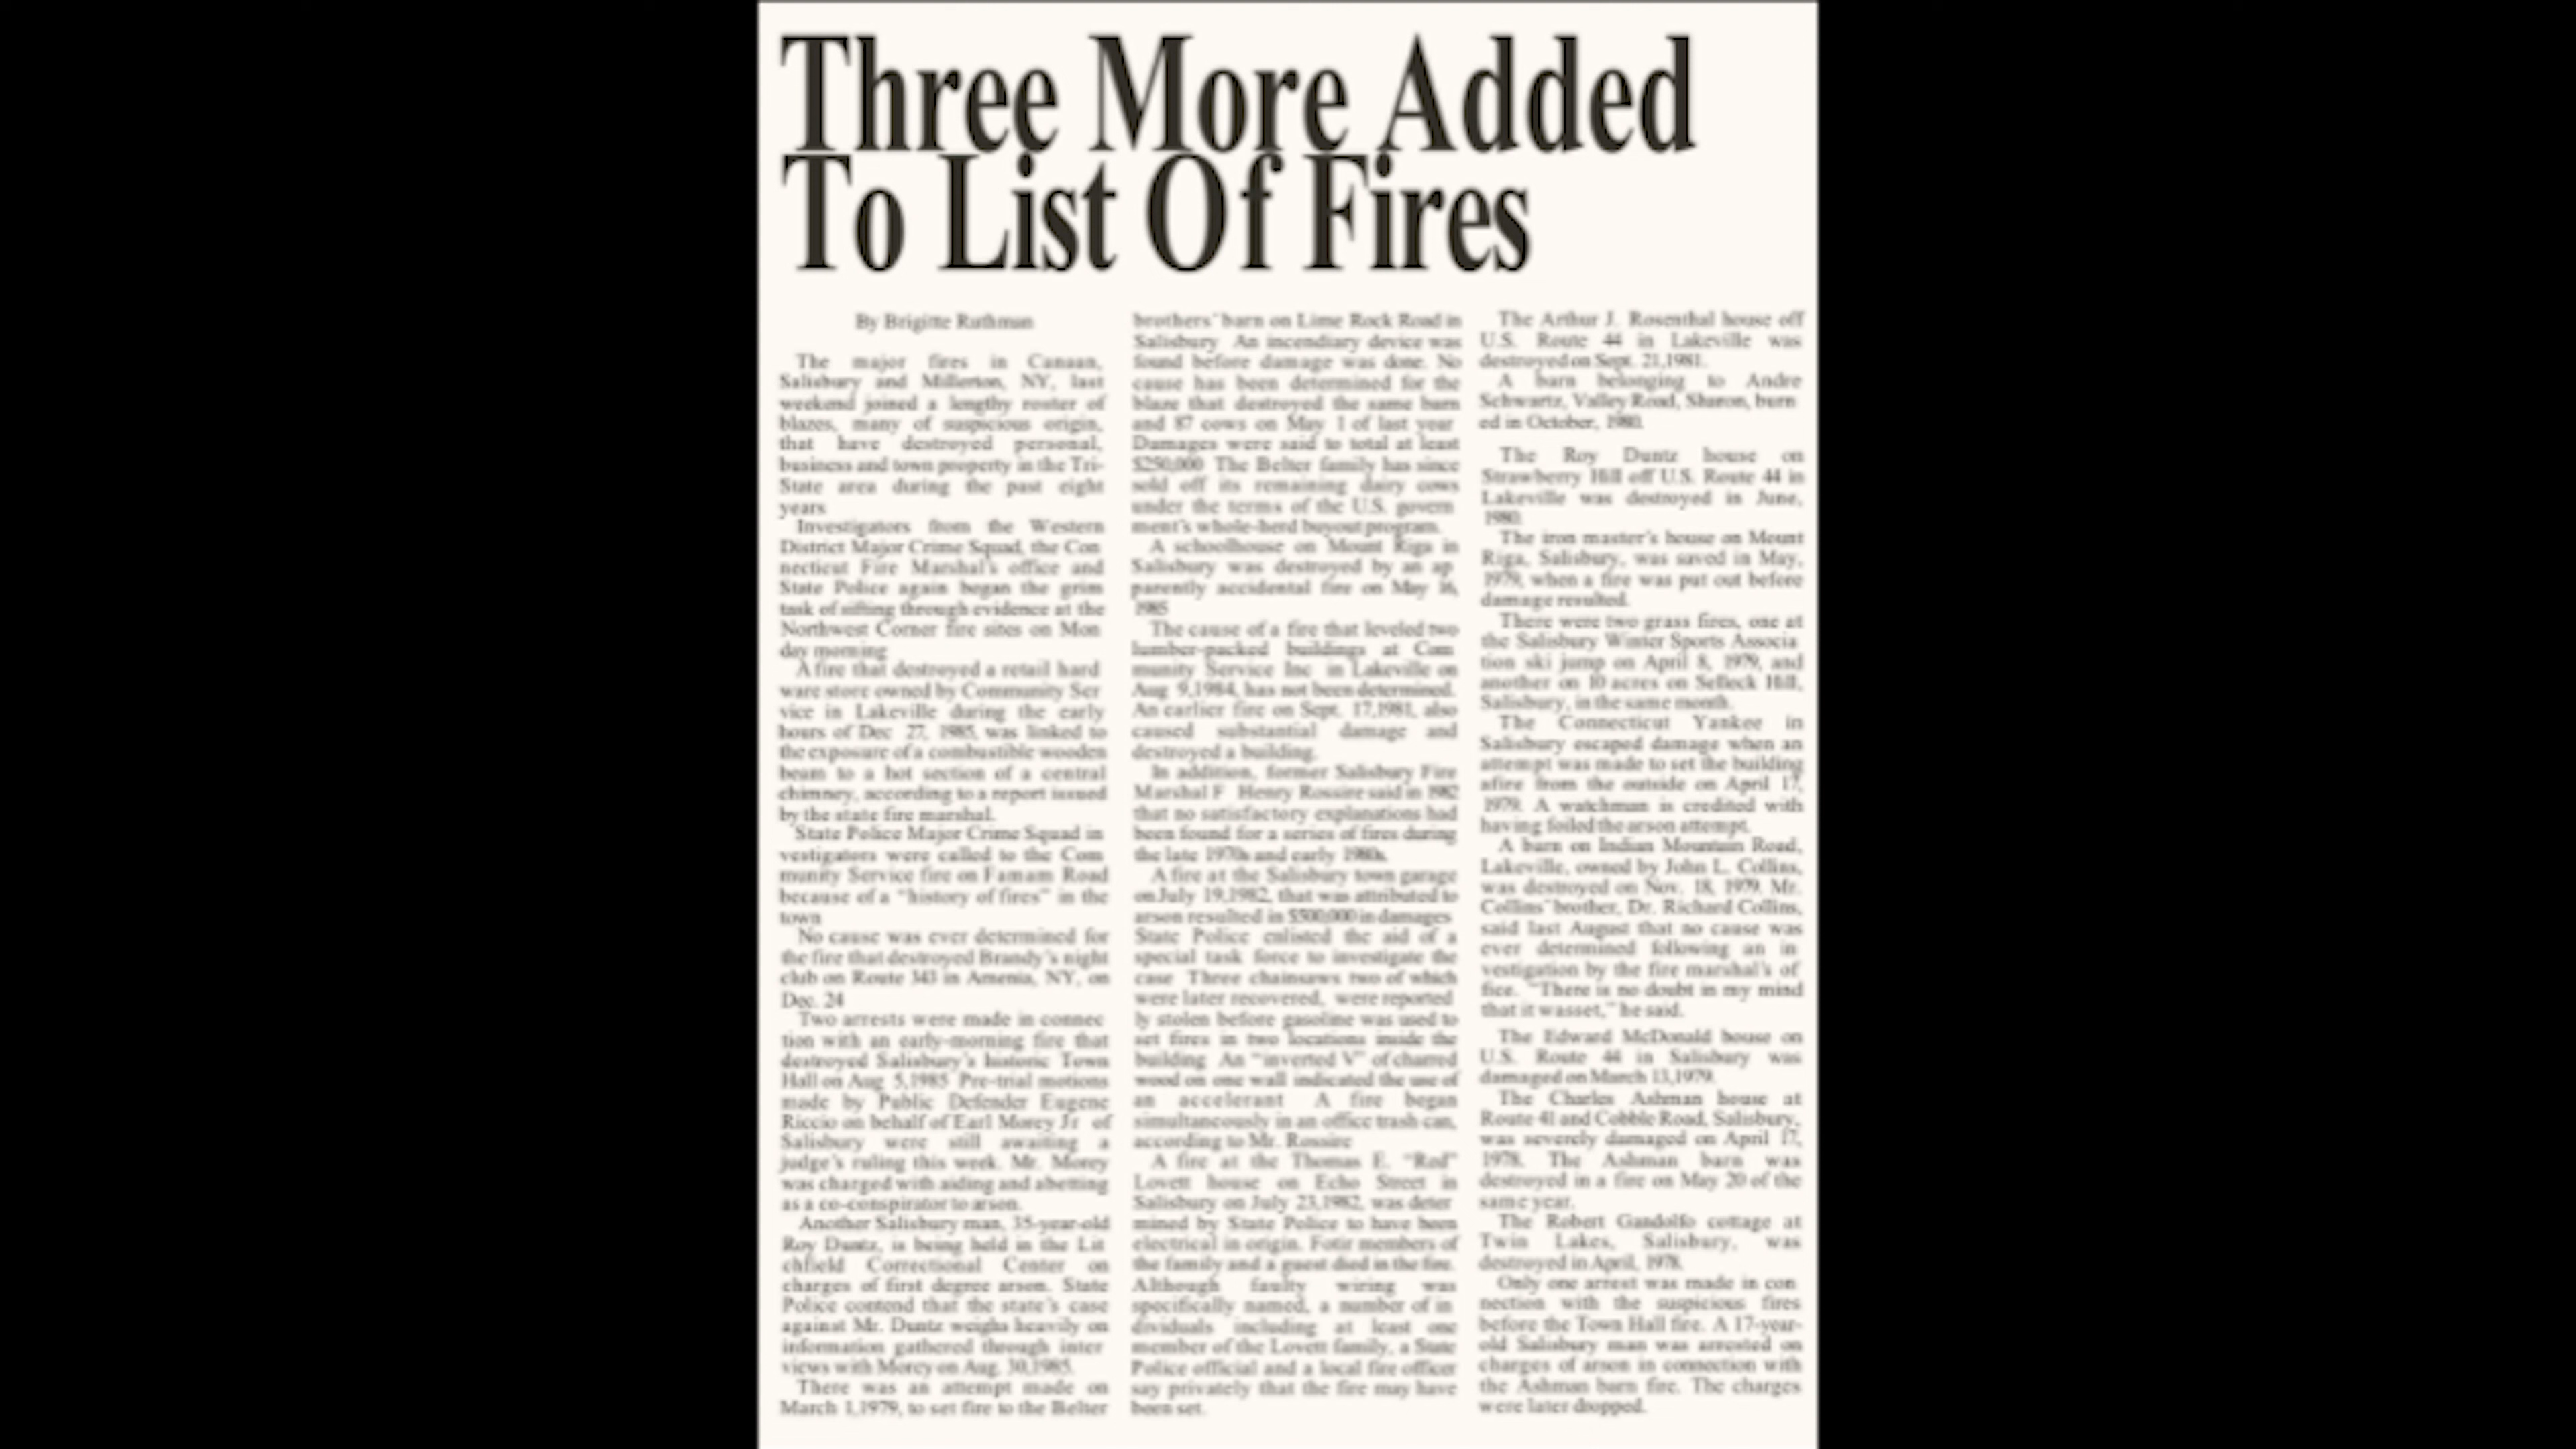 Three More Added
To List Of Fires
By Brigitte Ruthman
The major fires in Canaan,
Salisbury and Millerton, NY, last
weekend joined a lengthy roster of
blazes, many of suspicious origin,
that have destroyed personal,
business and town property in the Tri-
State area during the past eight
years
Investigators from the Western
District Major Crime Squad, the Con
necticut Fire Marshal's office and
State Police again began the grim
task of sifting through evidence at the
Northwest Corner fire sites on Mon
day morning
A fire that destroyed a retail hard
ware store owned by Community Ser
vice in Lakeville during the early
hours of Dec 27, 1985, was linked to
the exposure of a combustible wooden
beam to a hot section of a central
chimney, according to a report issued
by the state fire marshal.
State Police Major Crime Squad in
vestigators were called to the Com
munity Service fire on Farnam Road
because of a "history of fires" in the
town
No cause was ever determined for
the fire that destroyed Brandy's night
club on Route 343 in Amenia, NY, on
Dec. 24
Two arrests were made in connec
tion with an early-morning fire that
destroyed Salisbury's historic Town
Hall on Aug 5,1985 Pre-trial motions
made by Public Defender Eugene
Riccio on behalf of Earl Morey Jr of
Salisbury were still awaiting a
judge's ruling this week. Mr. Morey
was charged with aiding and abetting
as a co-conspirator to arson.
Another Salisbury man, 35-year-old
Roy Duntz, is being held in the Lit
chfield Correctional Center on
charges of first degree arson. State
Police contend that the state's case
against Mr. Duntz weighs heavily on
information gathered through inter
views with Morey on Aug. 30,1985.
There was an attempt made on
March 1,1979, to set fire to the Belter
brothers' barn on Lime Rock Road in
Salisbury An incendiary device was
found before damage was done. No
cause has been determined for the
blaze that destroyed the same barn
and 87 cows on May 1 of last year
Damages were said to total at least
$250,000 The Belter family has since
sold off its remaining dairy cows
under the terms of the U.S. govern
ment's whole-herd buyout program.
A schoolhouse on Mount Riga in
Salisbury was destroyed by an ap
parently accidental fire on May 16,
1985
The cause of a fire that leveled two
lumber-packed buildings at Com
munity Service Inc in Lakeville on
Aug 9,1984, has not been determined.
An earlier fire on Sept. 17,1981, also
caused substantial damage and
destroyed a building.
In addition, former Salisbury Fire
Marshal F Henry Rossire said in 1982
that no satisfactory explanations had
been found for a series of fires during
the late 1970s and early 1980s.
A fire at the Salisbury town garage
on July 19,1982, that was attributed to
arson resulted in $500,000 in damages
State Police enlisted the aid of a
special task force to investigate the
case Three chainsaws two of which
were later recovered, were reported
ly stolen before gasoline was used to
set fires in two locations inside the
building An "inverted V" of charred
wood on one wall indicated the use of
an accelerant A fire began
simultaneously in an office trash can,
according to Mr. Rossire
A fire at the Thomas E. "Red"
Lovett house on Echo Street in
Salisbury on July 23,1982, was deter
mined by State Police to have been
electrical in origin. Fotir members of
the family and a guest died in the fire.
Although faulty wiring was
specifically named, a number of in
dividuals including at least one
member of the Lovett family, a State
Police official and a local fire officer
say privately that the fire may have
been set.
The Arthur J. Rosenthal house off
U.S. Route 44 in Lakeville was
destroyed on Sept. 21,1981.
A barn belonging to Andre
Schwartz, Valley Road, Sharon, burn
ed in October, 1980.
The Roy Duntz house on
Strawberry Hill off U.S. Route 44 in
Lakeville was destroyed in June,
1980.
The iron master's house on Mount
Riga, Salisbury, was saved in May,
1979, when a fire was put out before
damage resulted.
There were two grass fires, one at
the Salisbury Winter Sports Associa
tion ski jump on April 8, 1979, and
another on 10 acres on Selleck Hill,
Salisbury, in the same month.
The Connecticut Yankee in
Salisbury escaped damage when an
attempt was made to set the building
afire from the outside on April 17,
1979. A watchman is credited with
having foiled the arson attempt.
A barn on Indian Mountain Road,
Lakeville, owned by John L. Collins,
was destroyed on Nov. 18, 1979. Mr.
Collins' brother, Dr. Richard Collins,
said last August that no cause was
ever determined following an in
vestigation by the fire marshal's of
fice. "There is no doubt in my mind
that it was set," he said.
The Edward McDonald house on
U.S. Route 44 in Salisbury was
damaged on March 13,1979.
The Charles Ashman house at
Route 41 and Cobble Road, Salisbury,
was severely damaged on April 17,
1978. The Ashman barn was
destroyed in a fire on May 20 of the
same year.
The Robert Gandolfo cottage at
Twin Lakes, Salisbury, was
destroyed in April, 1978.
Only one arrest was made in con
nection with the suspicious fires
before the Town Hall fire. A 17-year-
old Salisbury man was arrested on
charges of arson in connection with
the Ashman barn fire. The charges
were later dropped.